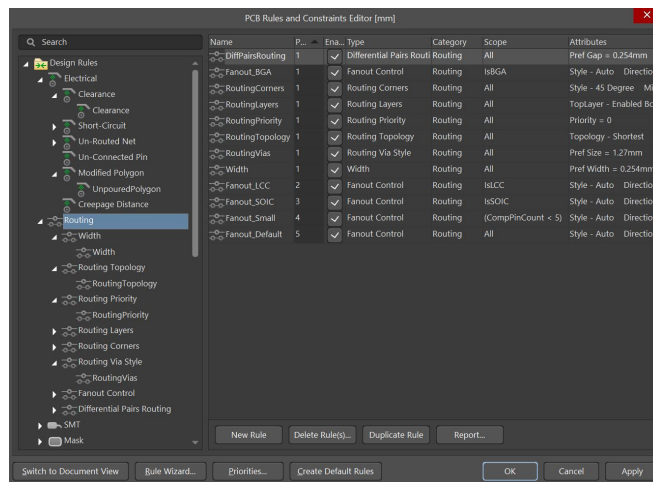 PCB Rules and Constraints Editor [mm]
Search
Design Rules
Electrical
Clearance
Clearance
Short-Circuit
Un-Routed Net
Un-Connected Pin
Modified Polygon
UnpouredPolygon
Creepage Distance
Routing
Width
Width
Routing Topology
RoutingTopology
Routing Priority
RoutingPriority
Routing Layers
Routing Corners
Routing Via Style
RoutingVias
Fanout Control
Differential Pairs Routing
SMT
Mask
Name P... Ena... Type Category Scope Attributes
DiffPairsRouting 1 Differential Pairs Routi Routing All Pref Gap = 0.254mm
Fanout_BGA 1 Fanout Control Routing IsBGA Style - Auto Directio
RoutingCorners 1 Routing Corners Routing All Style - 45 Degree Mi
RoutingLayers 1 Routing Layers Routing All TopLayer - Enabled Bo
RoutingPriority 1 Routing Priority Routing All Priority = 0
RoutingTopology 1 Routing Topology Routing All Topology - Shortest
RoutingVias 1 Routing Via Style Routing All Pref Size = 1.27mm
Width 1 Width Routing All Pref Width = 0.254mm
Fanout_LCC 2 Fanout Control Routing IsLCC Style - Auto Directio
Fanout_SOIC 3 Fanout Control Routing IsSOIC Style - Auto Directio
Fanout_Small 4 Fanout Control Routing (CompPinCount < 5) Style - Auto Directio
Fanout_Default 5 Fanout Control Routing All Style - Auto Directio
New Rule Delete Rule(s)... Duplicate Rule Report...
Switch to Document View Rule Wizard... Priorities... Create Default Rules OK Cancel Apply